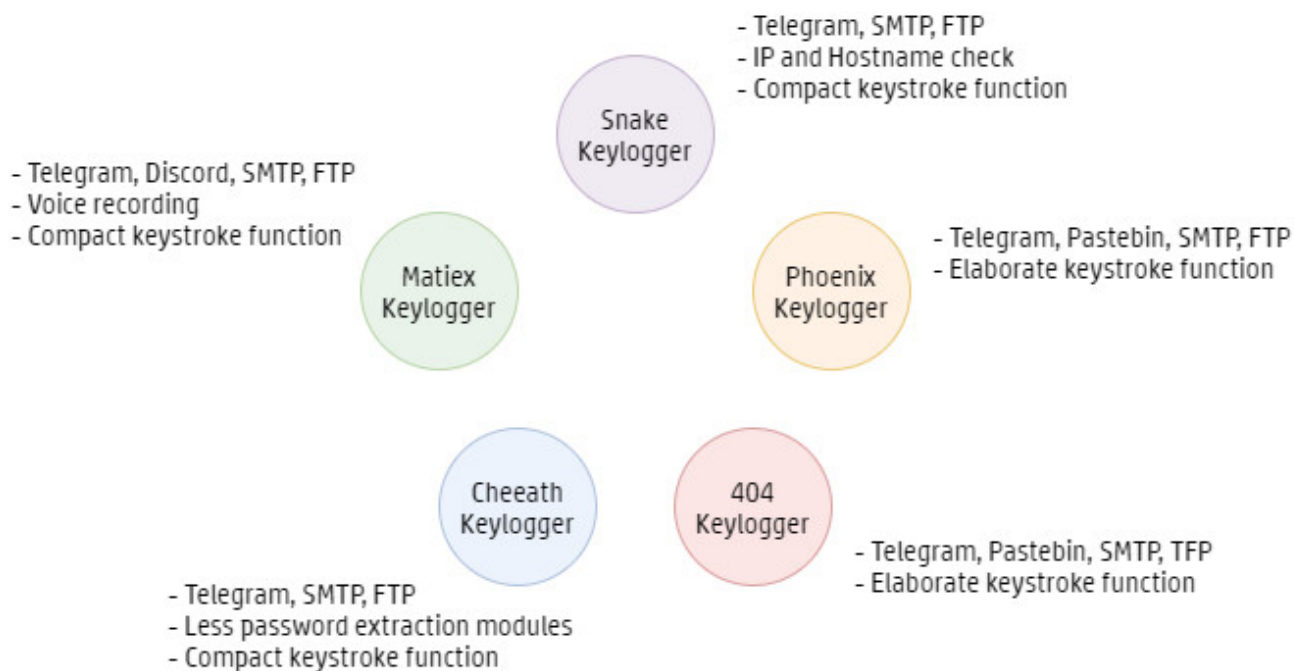 - Telegram, SMTP, FTP
- IP and Hostname check
- Compact keystroke function
Snake
Keylogger
- Telegram, Discord, SMTP, FTP
- Voice recording
- Compact keystroke function
Matiex
Keylogger
- Telegram, Pastebin, SMTP, FTP
- Elaborate keystroke function
Phoenix
Keylogger
Cheeath
Keylogger
- Telegram, SMTP, FTP
- Less password extraction modules
- Compact keystroke function
404
Keylogger
- Telegram, Pastebin, SMTP, TFP
- Elaborate keystroke function